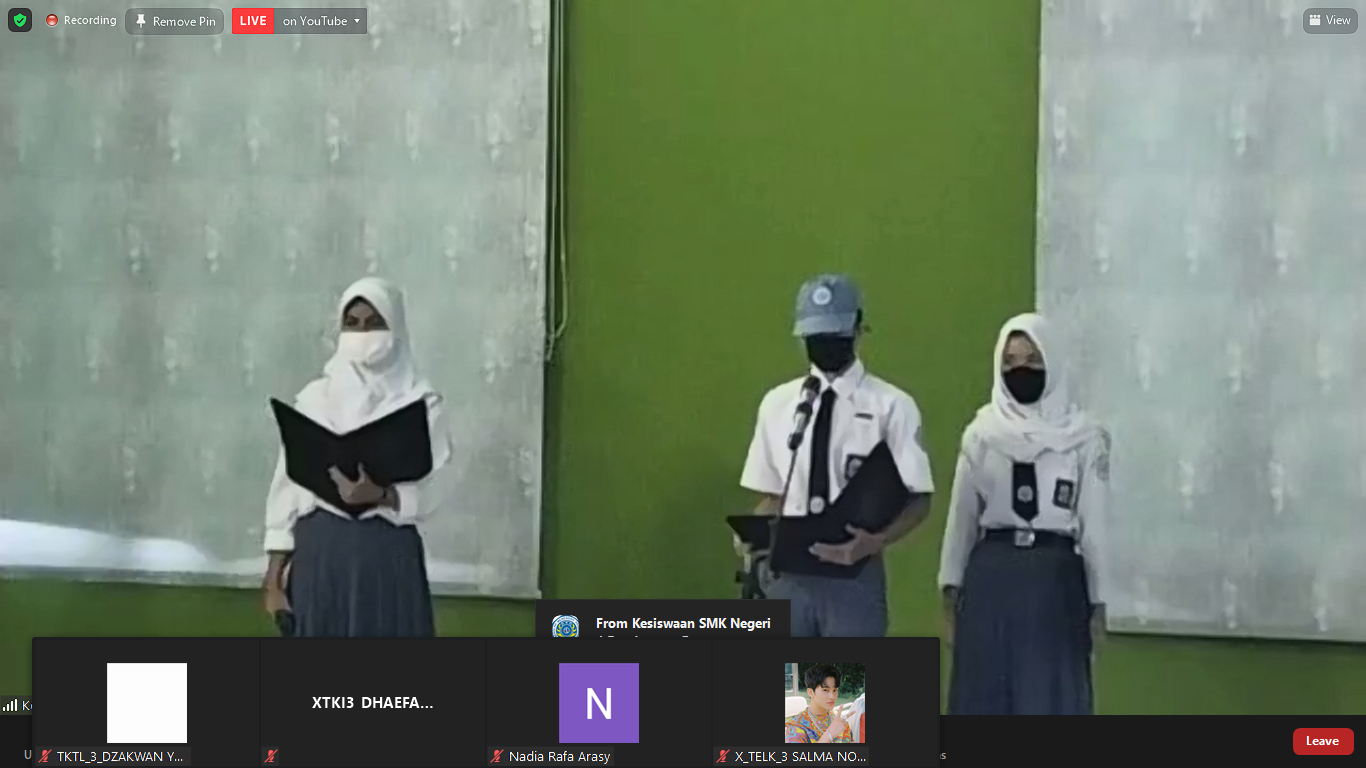 Recording
Remove Pin
LIVE on YouTube
View
From Kesiswaan SMK Negeri
XTKI3 DHAEFA...
N
TKTL_3_DZAKWAN Y...
Nadia Rafa Arasy
X_TELK_3 SALMA NO...
Leave